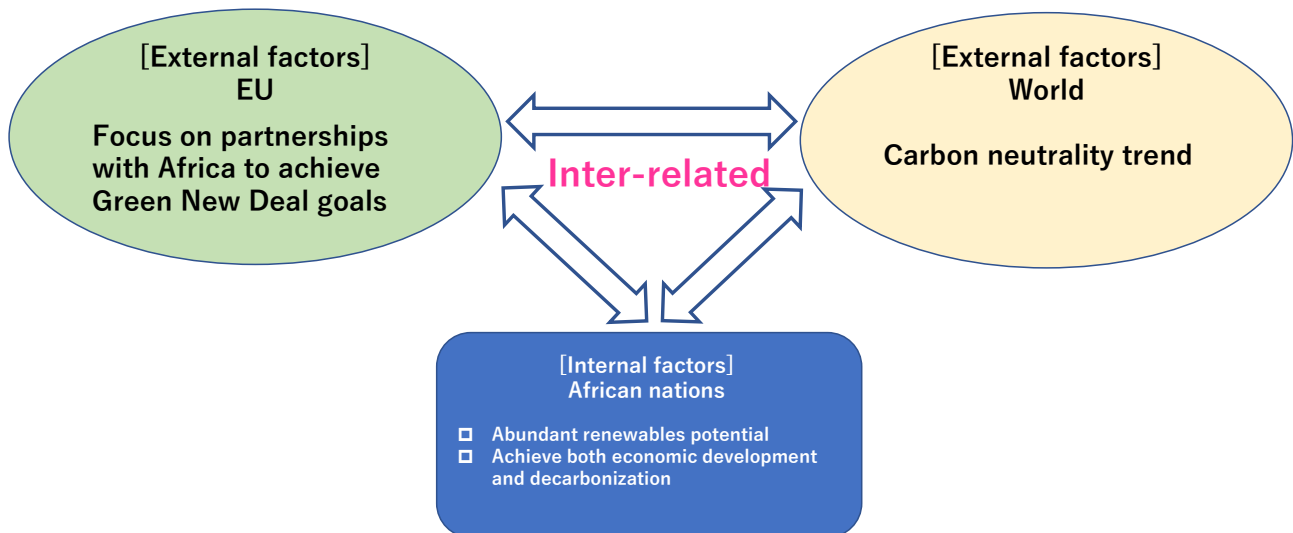 [External factors]
EU
Focus on partnerships
with Africa to achieve
Green New Deal goals
[External factors]
World
Carbon neutrality trend
Inter-related
[Internal factors]
African nations
Abundant renewables potential
Achieve both economic development
and decarbonization